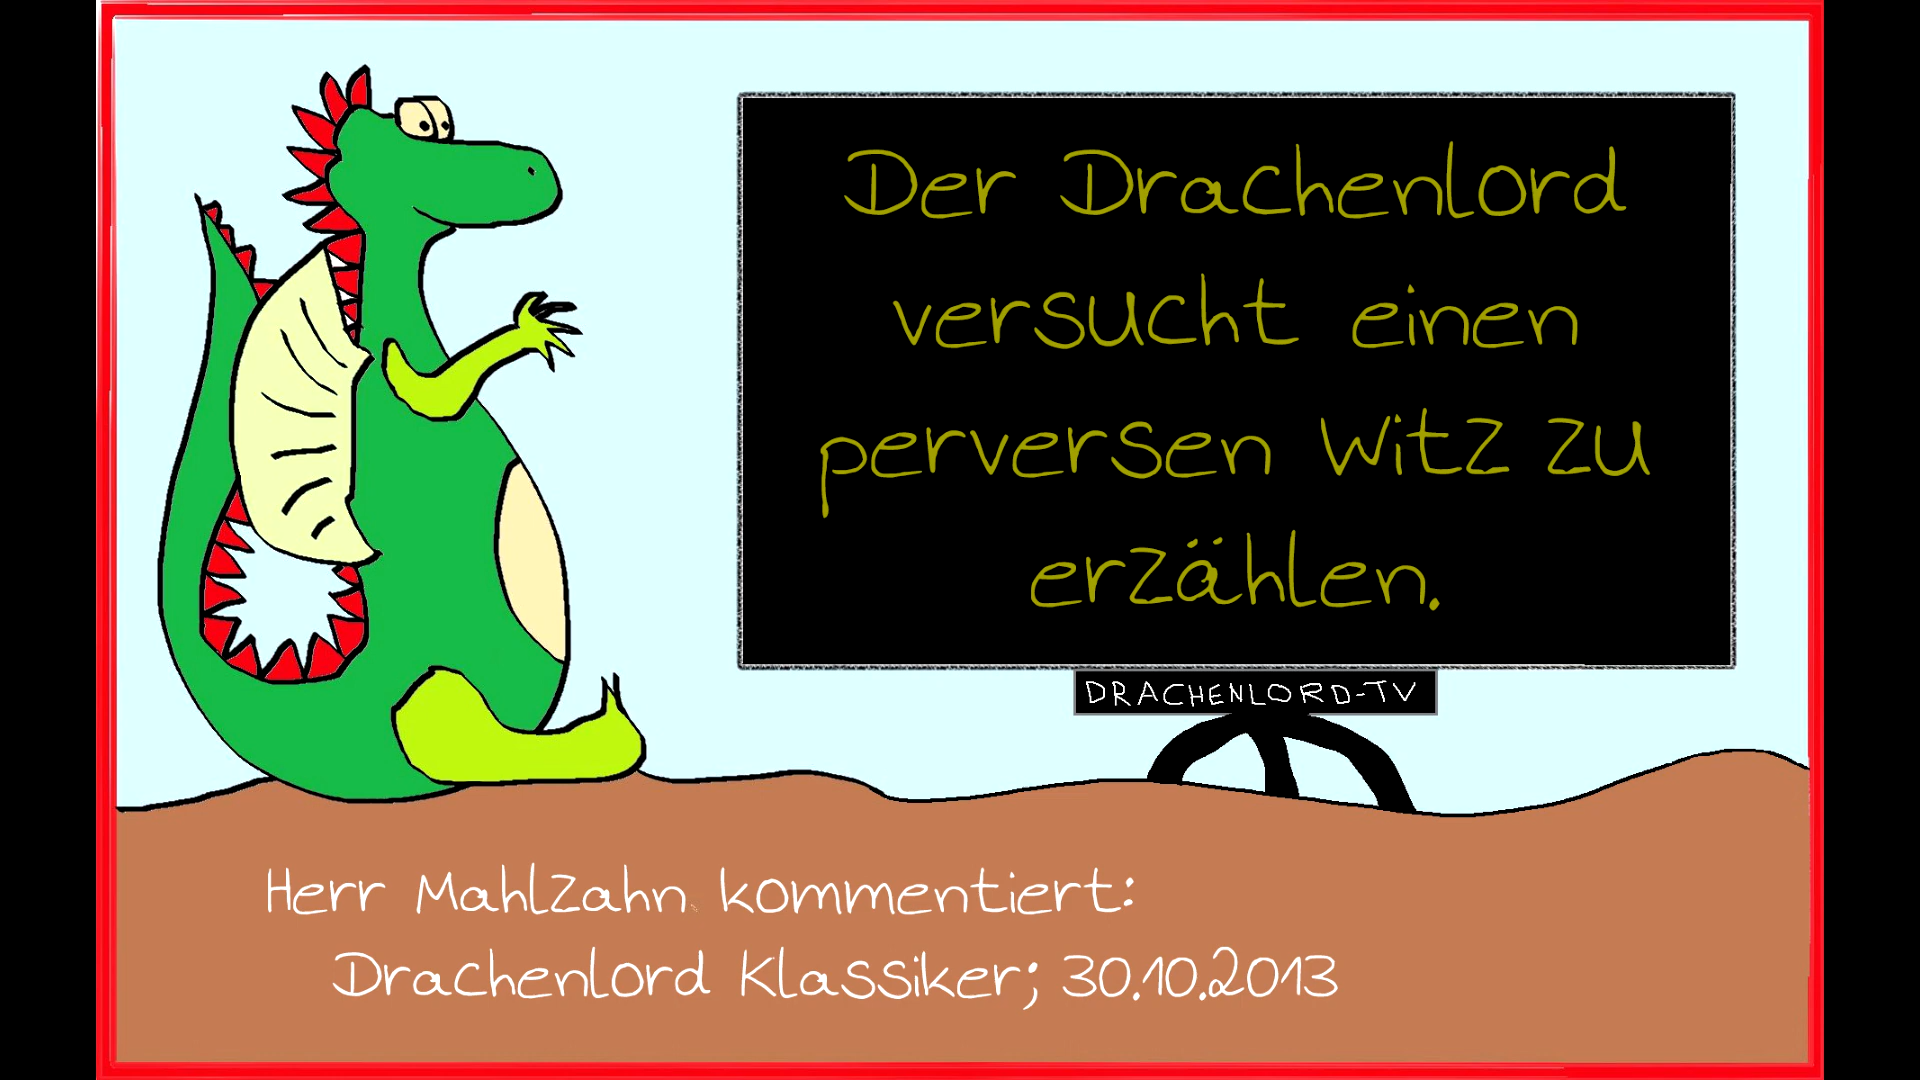 Der Drachenlord
versucht einen
perversen Witz zu
erzählen.
DRACHENLORD-TV
Herr Mahlzahn kommentiert:
Drachenlord Klassiker; 30.10.2013